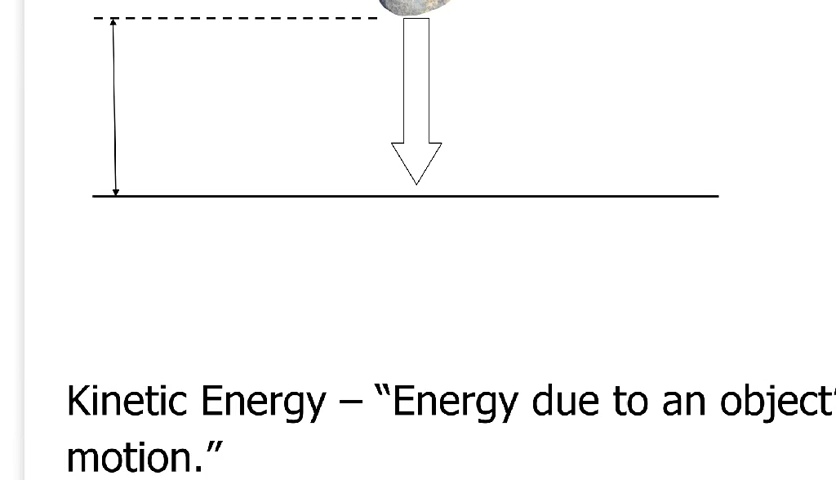 Kinetic Energy – “Energy due to an object’
motion.”